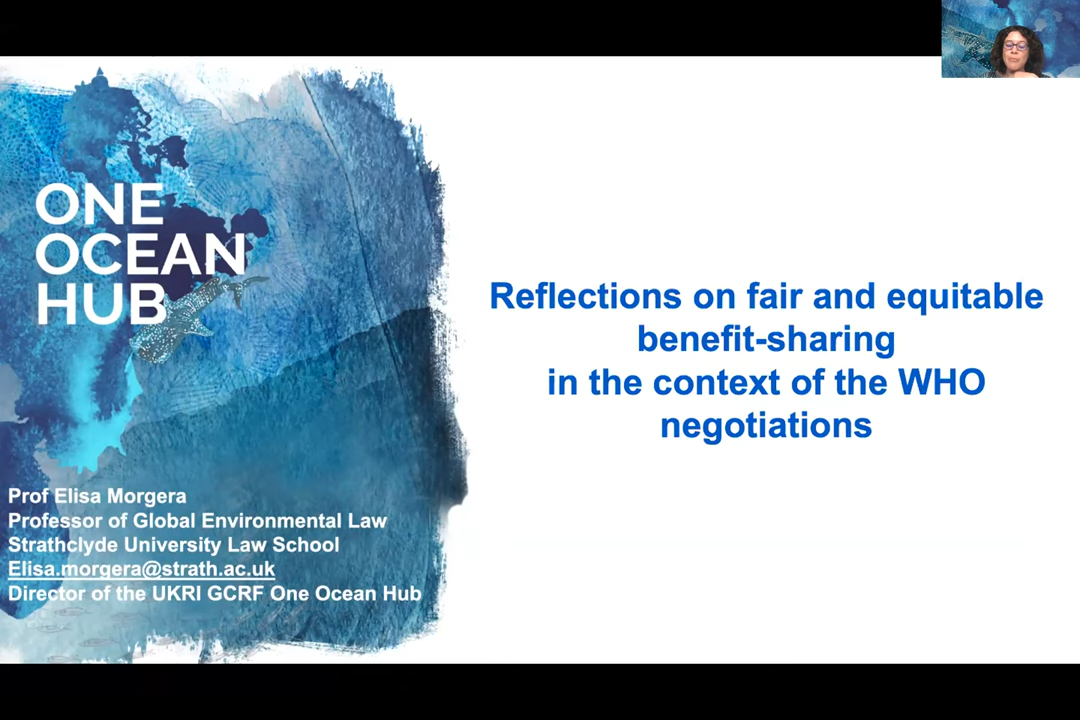 ONE
OCEAN
HUB
Reflections on fair and equitable
benefit-sharing
in the context of the WHO
negotiations
Prof Elisa Morgera
Professor of Global Environmental Law
Strathclyde University Law School
Elisa.morgera@strath.ac.uk
Director of the UKRI GCRF One Ocean Hub